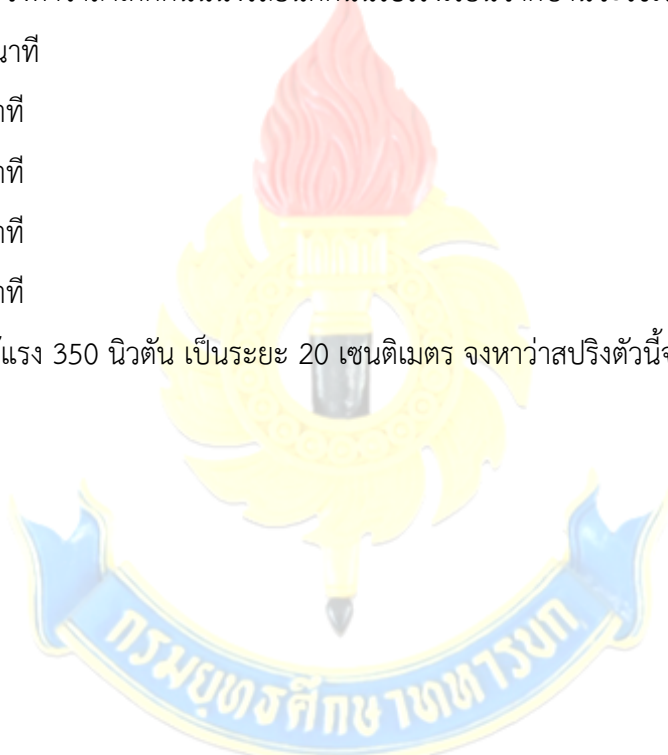 นาที
าที
าที
าที
าที
แรง 350 นิวตัน เป็นระยะ 20 เซนติเมตร จงหาว่าสปริงตัวนี้จ
กรมยุทธศึกษาทหารบก